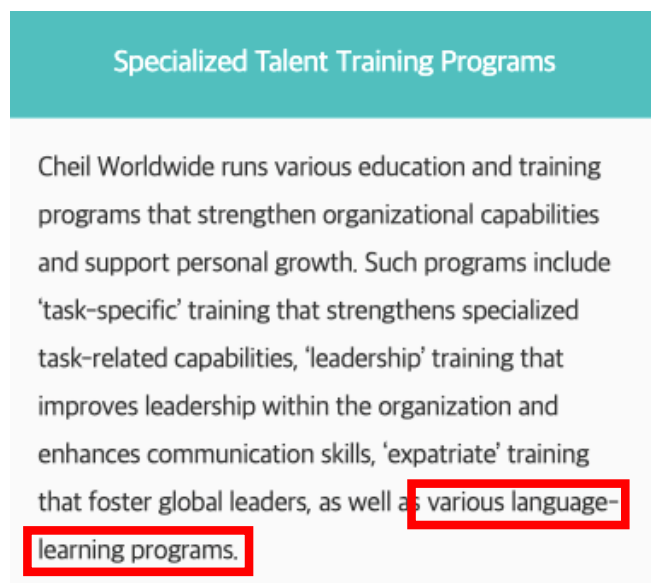 Specialized Talent Training Programs
Cheil Worldwide runs various education and training
programs that strengthen organizational capabilities
and support personal growth. Such programs include
‘task-specific’ training that strengthens specialized
task-related capabilities, ‘leadership’ training that
improves leadership within the organization and
enhances communication skills, ‘expatriate’ training
that foster global leaders, as well as various language-
learning programs.